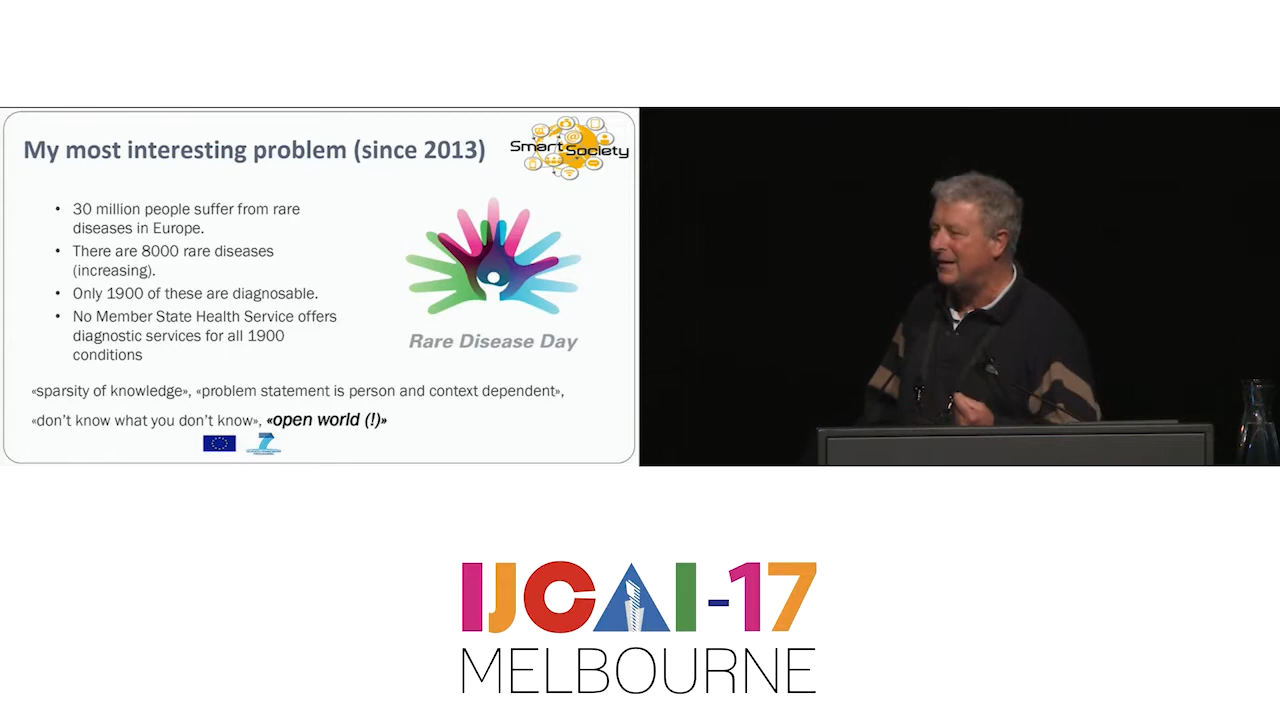 My most interesting problem (since 2013)
Smart Society
• 30 million people suffer from rare
diseases in Europe.
• There are 8000 rare diseases
(increasing).
• Only 1900 of these are diagnosable.
• No Member State Health Service offers
diagnostic services for all 1900
conditions
Rare Disease Day
«sparsity of knowledge», «problem statement is person and context dependent»,
«don't know what you don't know», «open world (!)»
7
IJCAI-17
MELBOURNE